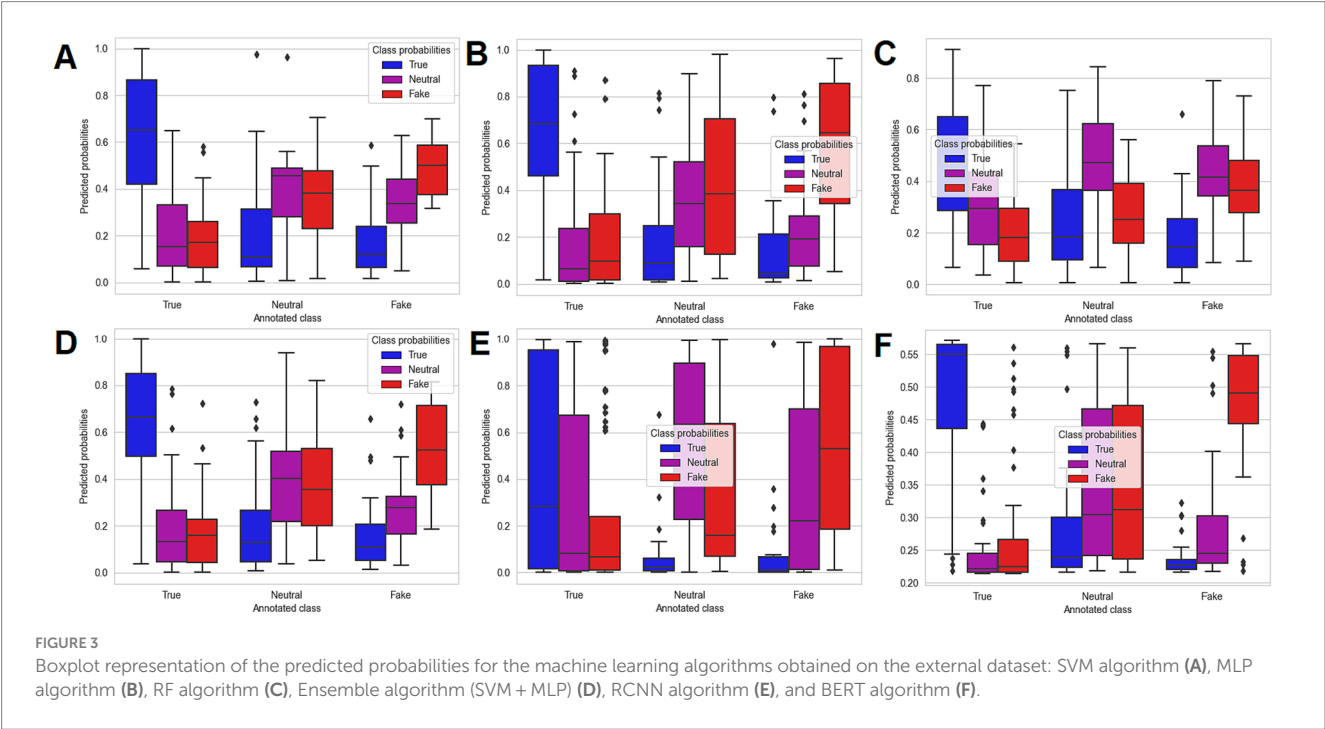 A
Predicted probabilities
1.0
0.8
0.6
0.4
0.2
0.0
Class probabilities
True
Neutral
Fake
True
Neutral
Fake
Annotated class
B
Predicted probabilities
1.0
0.8
0.6
0.4
0.2
0.0
Class probabilities
True
Neutral
Fake
True
Neutral
Fake
Annotated class
C
Predicted probabilities
0.8
0.6
0.4
0.2
0.0
Class probabilities
True
Neutral
Fake
True
Neutral
Fake
Annotated class
D
Predicted probabilities
1.0
0.8
0.6
0.4
0.2
0.0
Class probabilities
True
Neutral
Fake
True
Neutral
Fake
Annotated class
E
Predicted probabilities
1.0
0.8
0.6
0.4
0.2
0.0
Class probabilities
True
Neutral
Fake
True
Neutral
Fake
Annotated class
F
Predicted probabilities
0.55
0.50
0.45
0.40
0.35
0.30
0.25
0.20
Class probabilities
True
Neutral
Fake
True
Neutral
Fake
Annotated class
FIGURE 3
Boxplot representation of the predicted probabilities for the machine learning algorithms obtained on the external dataset: SVM algorithm (A), MLP
algorithm (B), RF algorithm (C), Ensemble algorithm (SVM + MLP) (D), RCNN algorithm (E), and BERT algorithm (F).